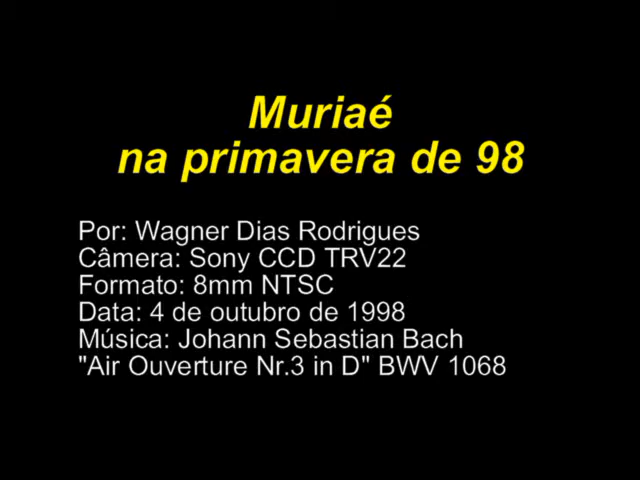 Muriaé
na primavera de 98
Por: Wagner Dias Rodrigues
Câmera: Sony CCD TRV22
Formato: 8mm NTSC
Data: 4 de outubro de 1998
Música: Johann Sebastian Bach
"Air Ouverture Nr.3 in D" BWV 1068